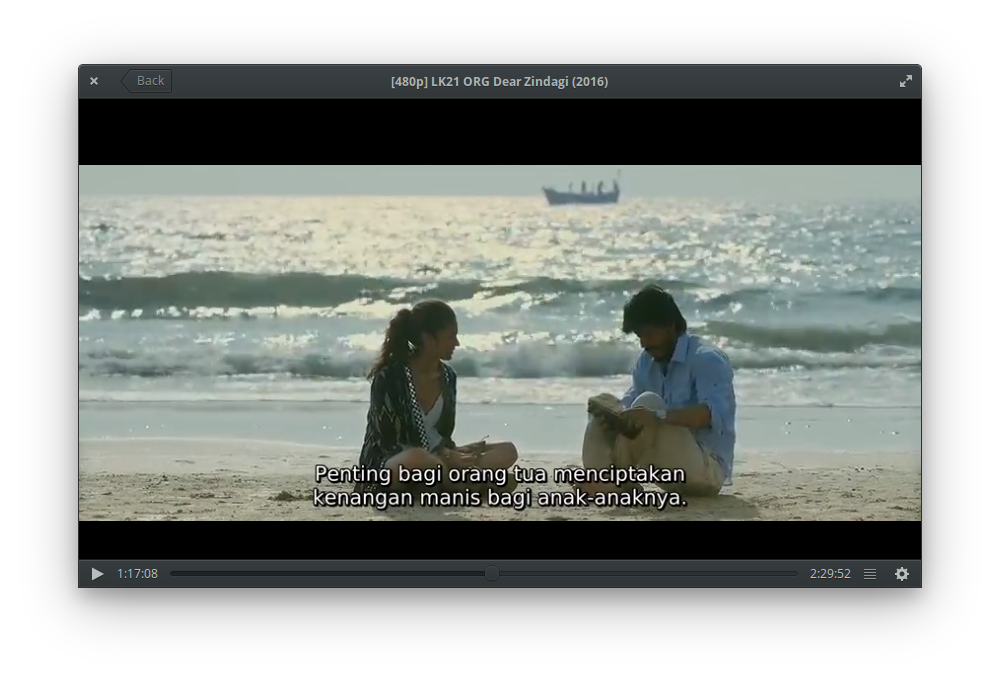 Back
[480p] LK21 ORG Dear Zindagi (2016)
Penting bagi orang tua menciptakan
kenangan manis bagi anak-anaknya.
1:17:08
2:29:52